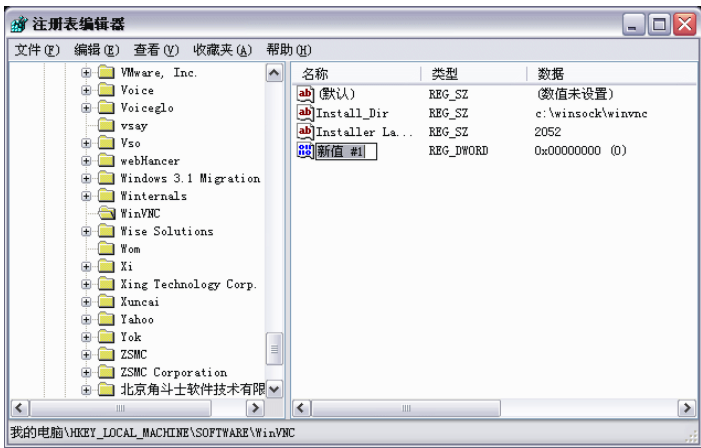 注册表编辑器
文件(F) 编辑(E) 查看(V) 收藏夹(A) 帮助(H)
VMware, Inc.
Voice
Voiceglo
vsay
Vso
webHancer
Windows 3.1 Migration
Winternals
WinVNC
Wise Solutions
Wom
Xi
Xing Technology Corp.
Xuncai
Yahoo
Yok
ZSMC
ZSMC Corporation
北京角斗士软件技术有限
名称 类型 数据
ab (默认) REG_SZ (数值未设置)
ab Install_Dir REG_SZ c:\winsock\winvnc
ab Installer La... REG_SZ 2052
新值 #1 REG_DWORD 0x00000000 (0)
我的电脑\HKEY_LOCAL_MACHINE\SOFTWARE\WinVNC